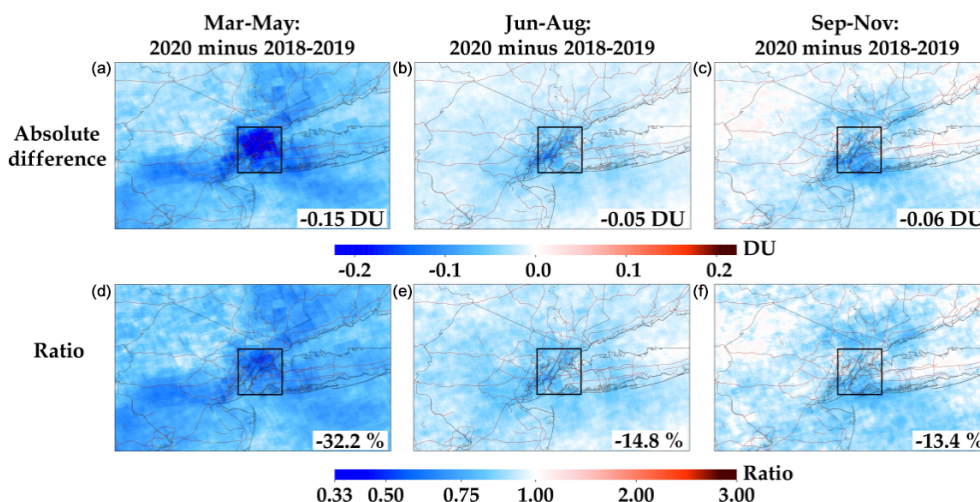 Mar-May:
2020 minus 2018-2019
Jun-Aug:
2020 minus 2018-2019
Sep-Nov:
2020 minus 2018-2019
(a)
(b)
(c)
Absolute
difference
-0.15 DU
-0.05 DU
-0.06 DU
DU
-0.2 -0.1 0.0 0.1 0.2
(d)
(e)
(f)
Ratio
-32.2 %
-14.8 %
-13.4 %
Ratio
0.33 0.50 0.75 1.00 2.00 3.00